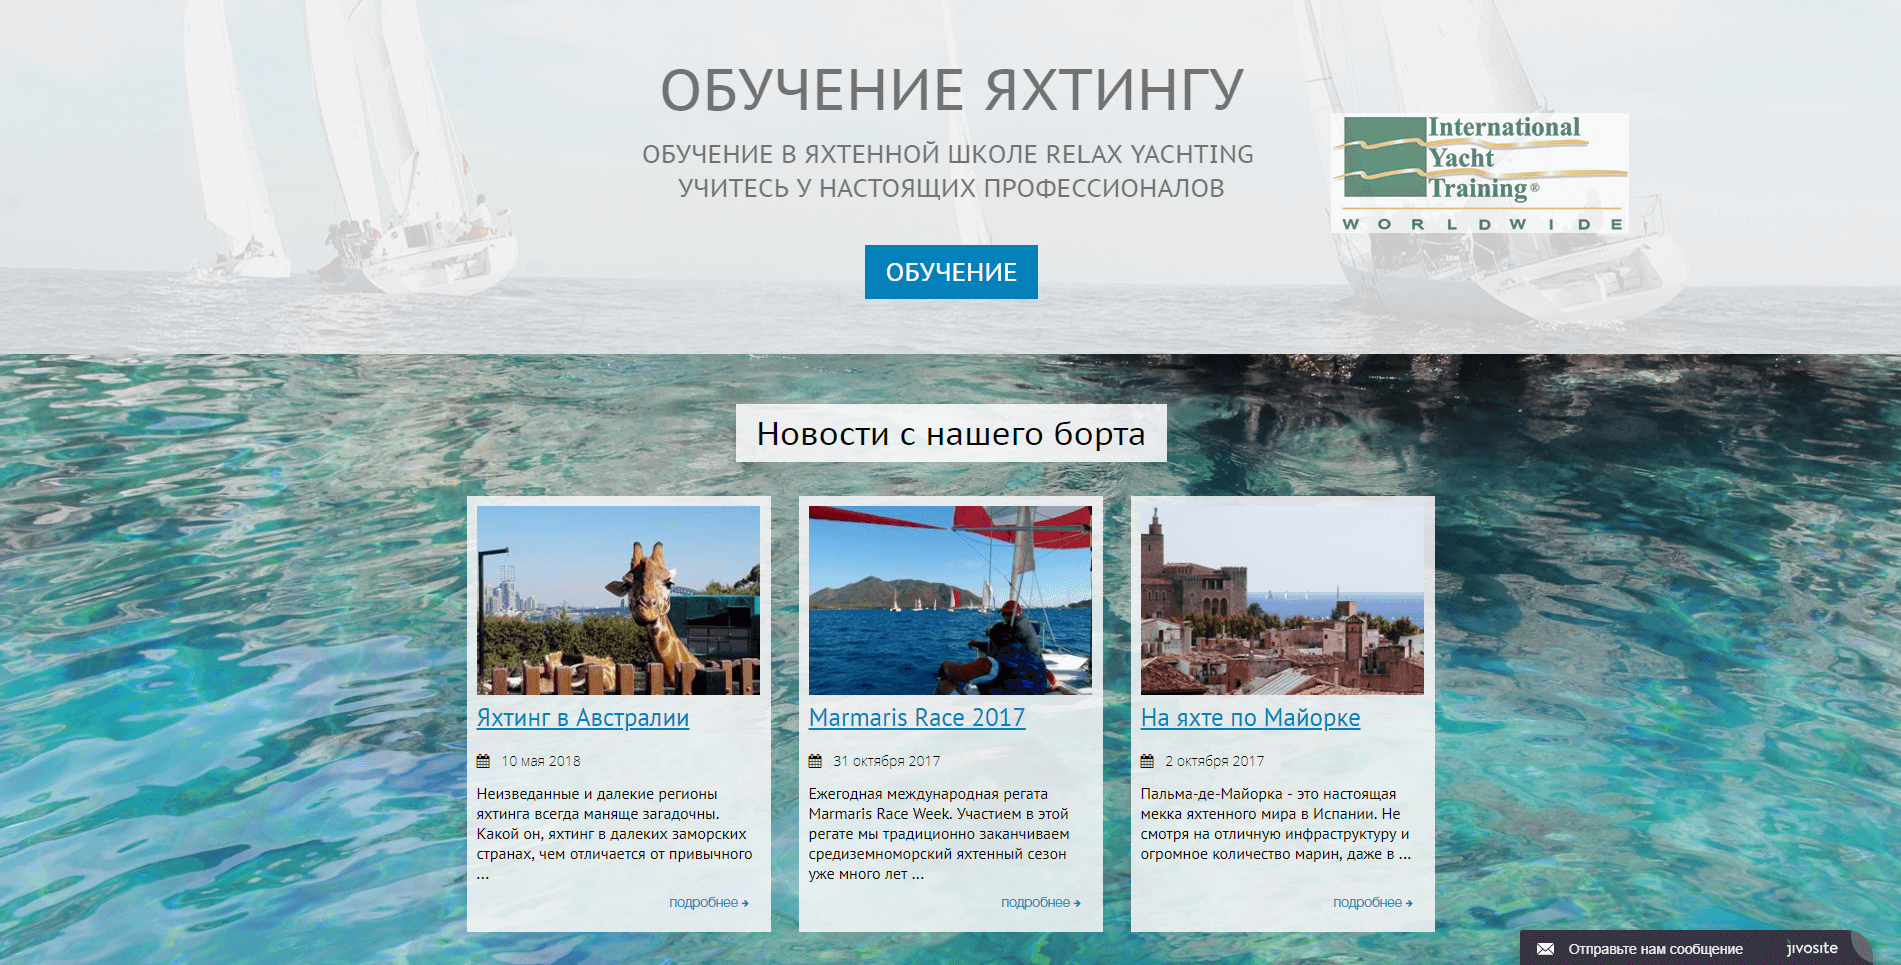 ОБУЧЕНИЕ ЯХТИНГУ
ОБУЧЕНИЕ В ЯХТЕННОЙ ШКОЛЕ RELAX YACHTING
УЧИТЕСЬ У НАСТОЯЩИХ ПРОФЕССИОНАЛОВ
ОБУЧЕНИЕ
International
Yacht
Training®
WORLDWIDE
Новости с нашего борта
Яхтинг в Австралии
10 мая 2018
Неизведанные и далекие регионы
яхтинга всегда маняще загадочны.
Какой он, яхтинг в далеких заморских
странах, чем отличается от привычного
...
подробнее
Marmaris Race 2017
31 октября 2017
Ежегодная международная регата
Marmaris Race Week. Участием в этой
регате мы традиционно заканчиваем
средиземноморский яхтенный сезон
уже много лет ...
подробнее
На яхте по Майорке
2 октября 2017
Пальма-де-Майорка - это настоящая
мекка яхтенного мира в Испании. Не
смотря на отличную инфраструктуру и
огромное количество марин, даже в ...
подробнее
Отправьте нам сообщение
jivosite